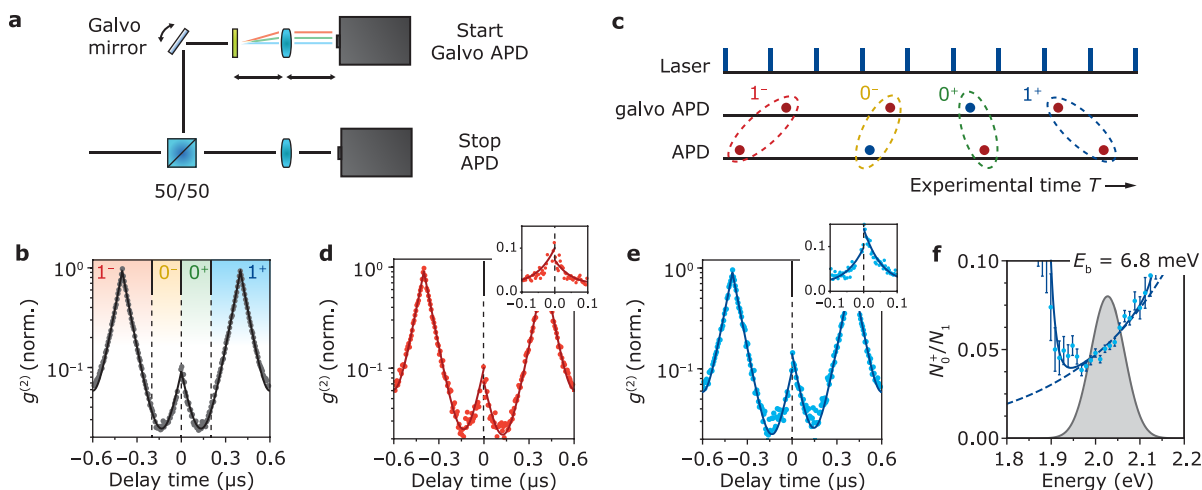 a
Galvo
mirror
Start
Galvo APD
Stop
APD
50/50
c
Laser
galvo APD
APD
1⁻
0⁻
0⁺
1⁺
Experimental time T
b
g⁽²⁾ (norm.)
10⁰
10⁻¹
1⁻
0⁻
0⁺
1⁺
−0.6
−0.3
0
0.3
0.6
Delay time (µs)
d
g⁽²⁾ (norm.)
10⁰
10⁻¹
0.1
0.0
−0.1
0.0
0.1
−0.6
−0.3
0
0.3
0.6
Delay time (µs)
e
g⁽²⁾ (norm.)
10⁰
10⁻¹
0.1
0.0
−0.1
0.0
0.1
−0.6
−0.3
0
0.3
0.6
Delay time (µs)
f
E_b = 6.8 meV
N₀⁺/N₁
0.10
0.05
0.00
1.8
1.9
2.0
2.1
2.2
Energy (eV)